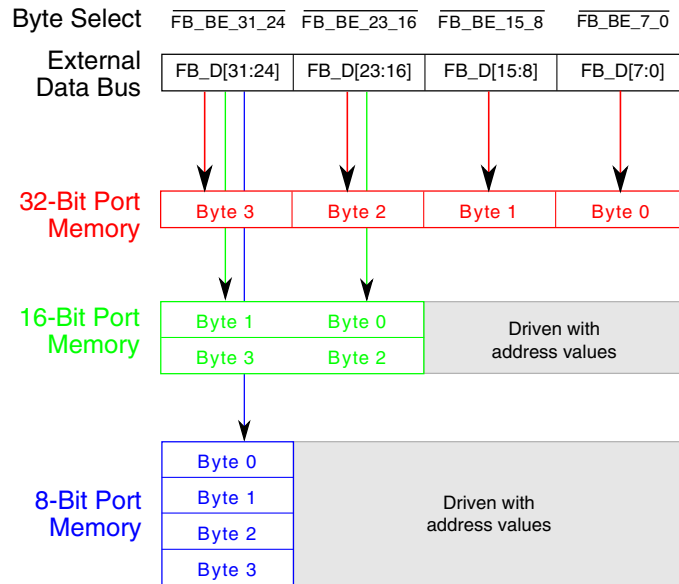 Byte Select FB_BE_31_24 FB_BE_23_16 FB_BE_15_8 FB_BE_7_0
External
Data Bus
FB_D[31:24] FB_D[23:16] FB_D[15:8] FB_D[7:0]
32-Bit Port
Memory
Byte 3 Byte 2 Byte 1 Byte 0
16-Bit Port
Memory
Byte 1 Byte 0
Byte 3 Byte 2
Driven with
address values
8-Bit Port
Memory
Byte 0
Byte 1
Byte 2
Byte 3
Driven with
address values